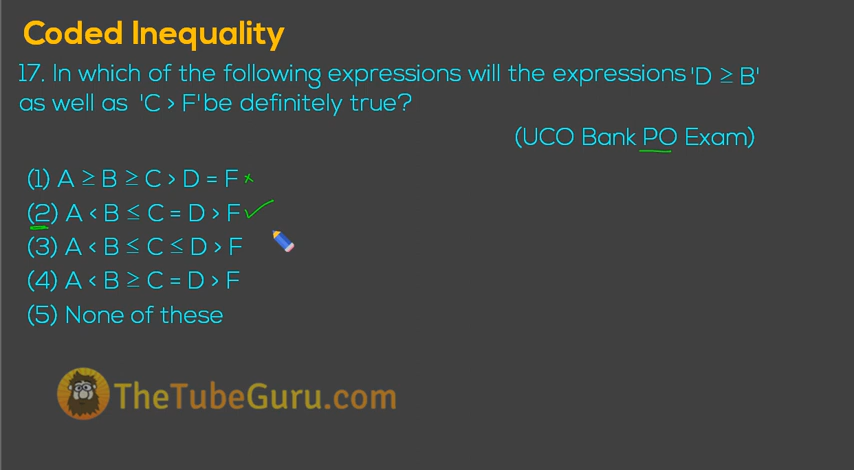 Coded Inequality
17. In which of the following expressions will the expressions 'D ≥ B'
as well as 'C > F' be definitely true?
(UCO Bank PO Exam)
(1) A ≥ B ≥ C > D = F
(2) A < B ≤ C = D > F
(3) A < B ≤ C ≤ D > F
(4) A < B ≥ C = D > F
(5) None of these
TheTubeGuru.com